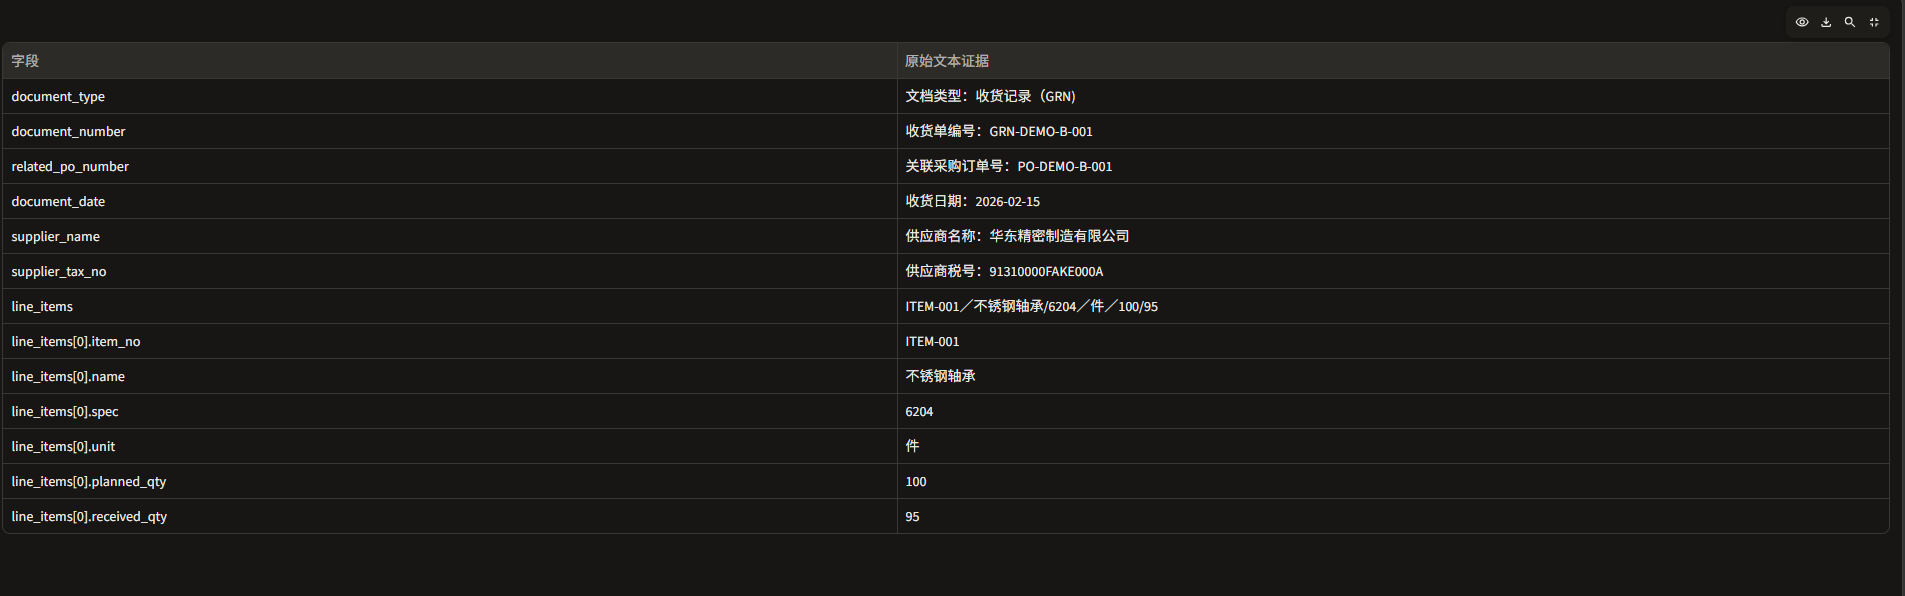 字段 原始文本证据
document_type 文档类型：收货记录（GRN)
document_number 收货单编号：GRN-DEMO-B-001
related_po_number 关联采购订单号：PO-DEMO-B-001
document_date 收货日期：2026-02-15
supplier_name 供应商名称：华东精密制造有限公司
supplier_tax_no 供应商税号：91310000FAKE000A
line_items ITEM-001／不锈钢轴承/6204／件／100/95
line_items[0].item_no ITEM-001
line_items[0].name 不锈钢轴承
line_items[0].spec 6204
line_items[0].unit 件
line_items[0].planned_qty 100
line_items[0].received_qty 95